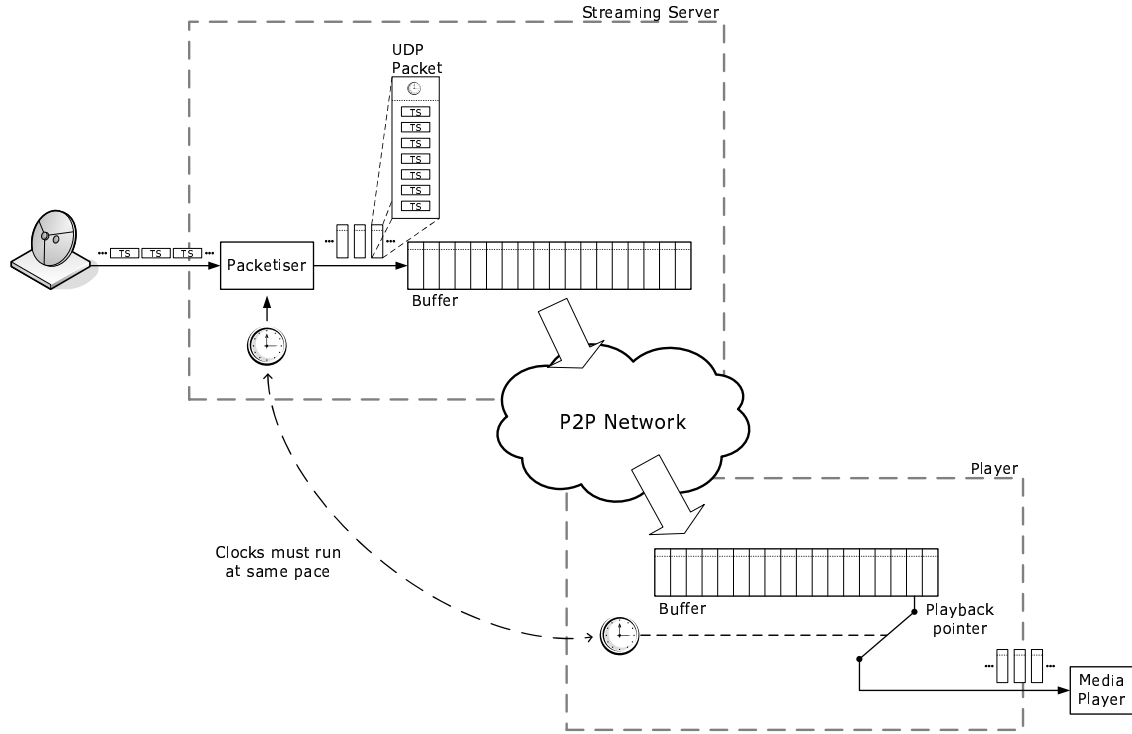 Streaming Server
UDP
Packet
TS
TS
TS
TS
TS
TS
TS
... TS TS TS ...
Packetiser
... ...
Buffer
P2P Network
Player
Clocks must run
at same pace
Buffer
Playback
pointer
... ...
Media
Player